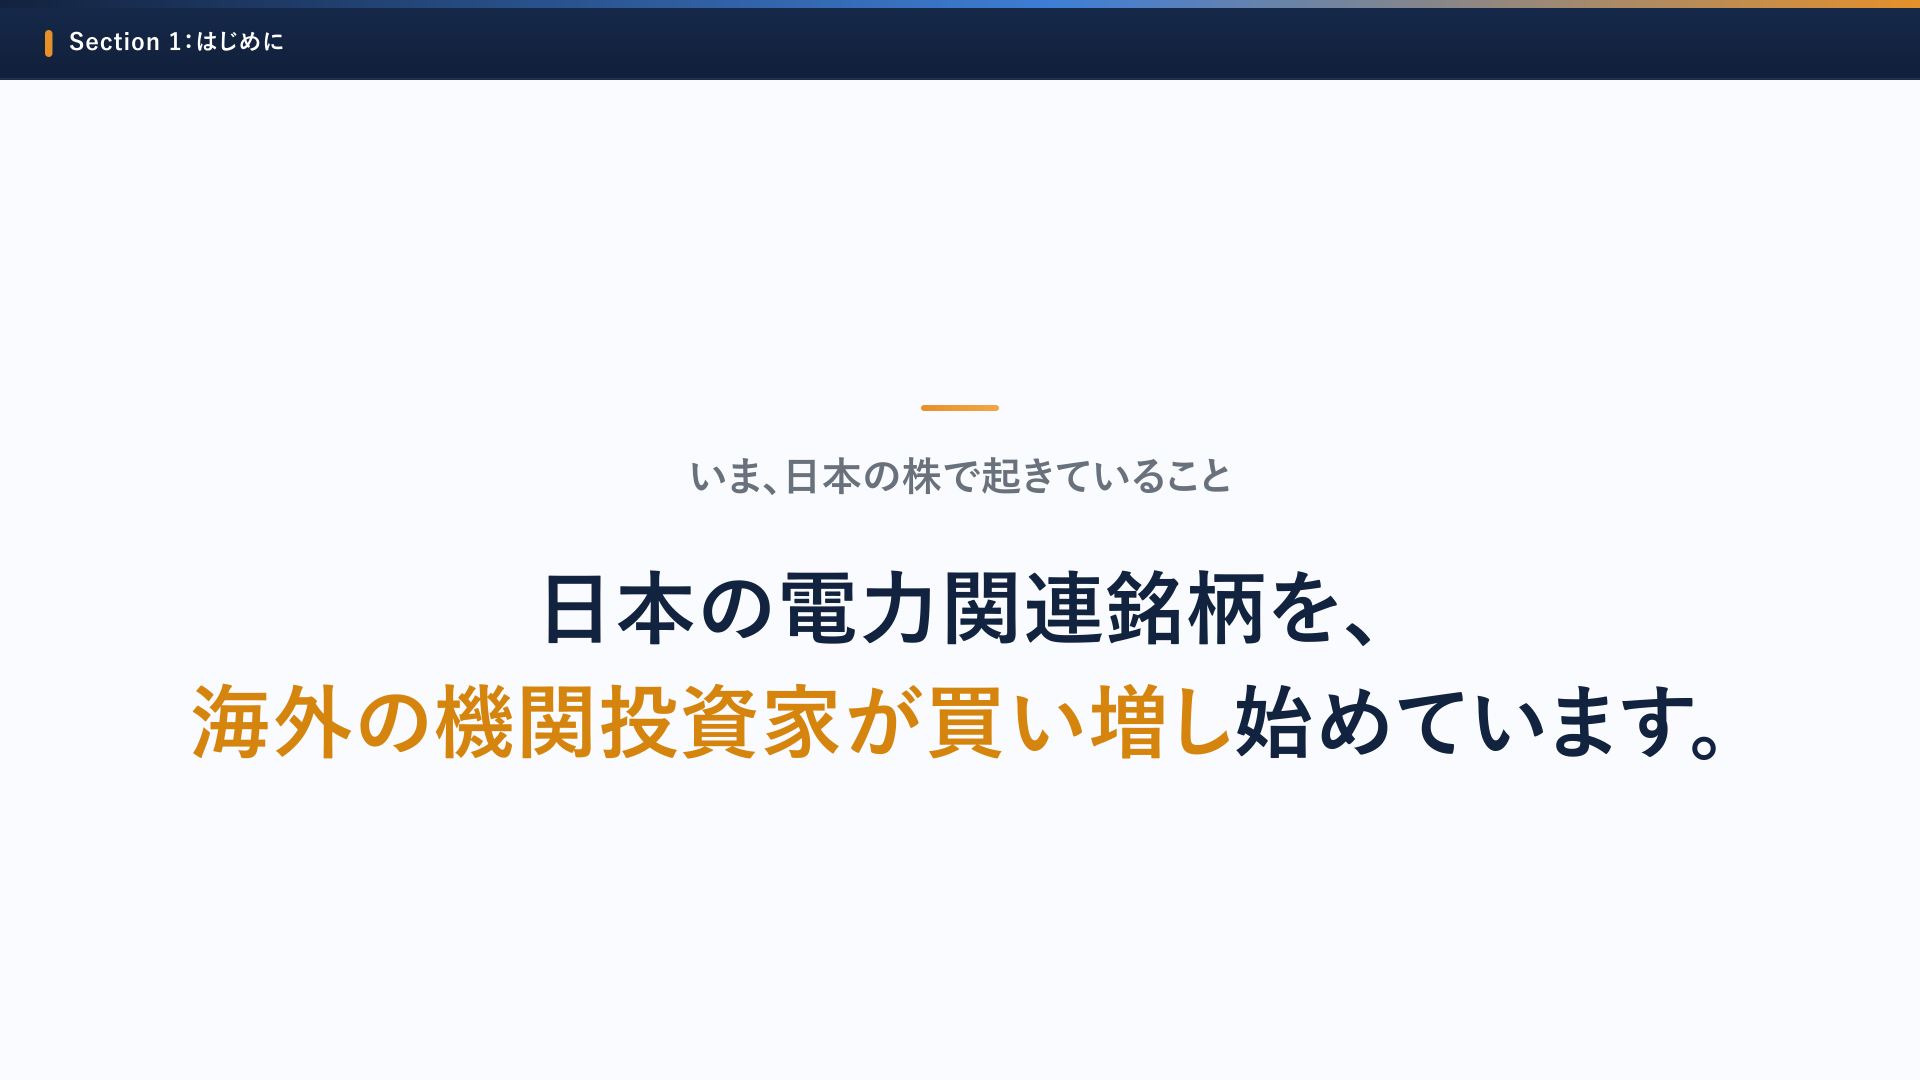 Section 1：はじめに
いま、日本の株で起きていること
日本の電力関連銘柄を、
海外の機関投資家が買い増し始めています。